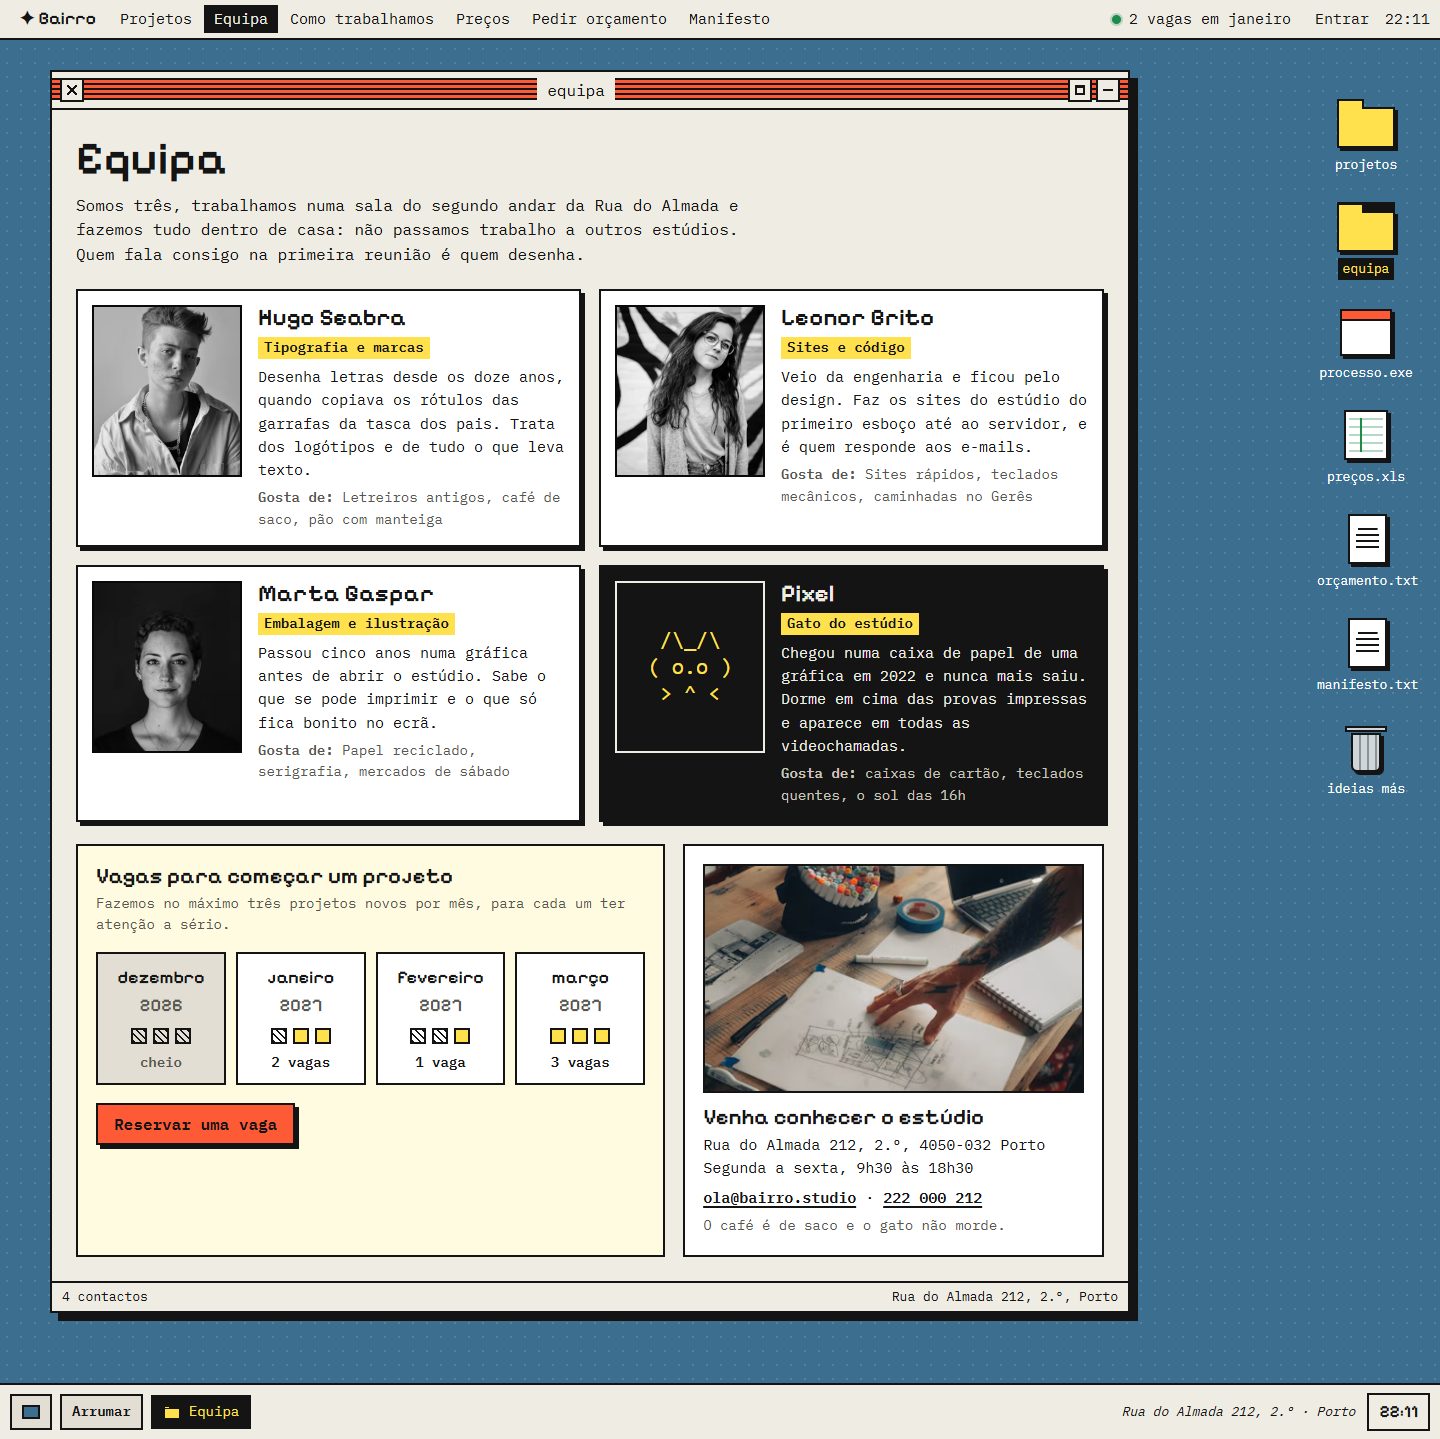 ✦ Bairro Projetos Equipa Como trabalhamos Preços Pedir orçamento Manifesto 2 vagas em janeiro Entrar 22:11
equipa
Equipa
Somos três, trabalhamos numa sala do segundo andar da Rua do Almada e
fazemos tudo dentro de casa: não passamos trabalho a outros estúdios.
Quem fala consigo na primeira reunião é quem desenha.
Hugo Seabra
Tipografia e marcas
Desenha letras desde os doze anos,
quando copiava os rótulos das
garrafas da tasca dos pais. Trata
dos logótipos e de tudo o que leva
texto.
Gosta de: Letreiros antigos, café de
saco, pão com manteiga
Leonor Brito
Sites e código
Veio da engenharia e ficou pelo
design. Faz os sites do estúdio do
primeiro esboço até ao servidor, e
é quem responde aos e-mails.
Gosta de: Sites rápidos, teclados
mecânicos, caminhadas no Gerês
Marta Gaspar
Embalagem e ilustração
Passou cinco anos numa gráfica
antes de abrir o estúdio. Sabe o
que se pode imprimir e o que só
fica bonito no ecrã.
Gosta de: Papel reciclado,
serigrafia, mercados de sábado
/\_/\
( o.o )
> ^ <
Pixel
Gato do estúdio
Chegou numa caixa de papel de uma
gráfica em 2022 e nunca mais saiu.
Dorme em cima das provas impressas
e aparece em todas as
videochamadas.
Gosta de: caixas de cartão, teclados
quentes, o sol das 16h
Vagas para começar um projeto
Fazemos no máximo três projetos novos por mês, para cada um ter
atenção a sério.
dezembro
2026
cheio
janeiro
2027
2 vagas
fevereiro
2027
1 vaga
março
2027
3 vagas
Reservar uma vaga
Venha conhecer o estúdio
Rua do Almada 212, 2.º, 4050-032 Porto
Segunda a sexta, 9h30 às 18h30
ola@bairro.studio · 222 000 212
O café é de saco e o gato não morde.
4 contactos
Rua do Almada 212, 2.º, Porto
projetos
equipa
processo.exe
preços.xls
orçamento.txt
manifesto.txt
ideias más
Arrumar
Equipa
Rua do Almada 212, 2.º · Porto
22:11